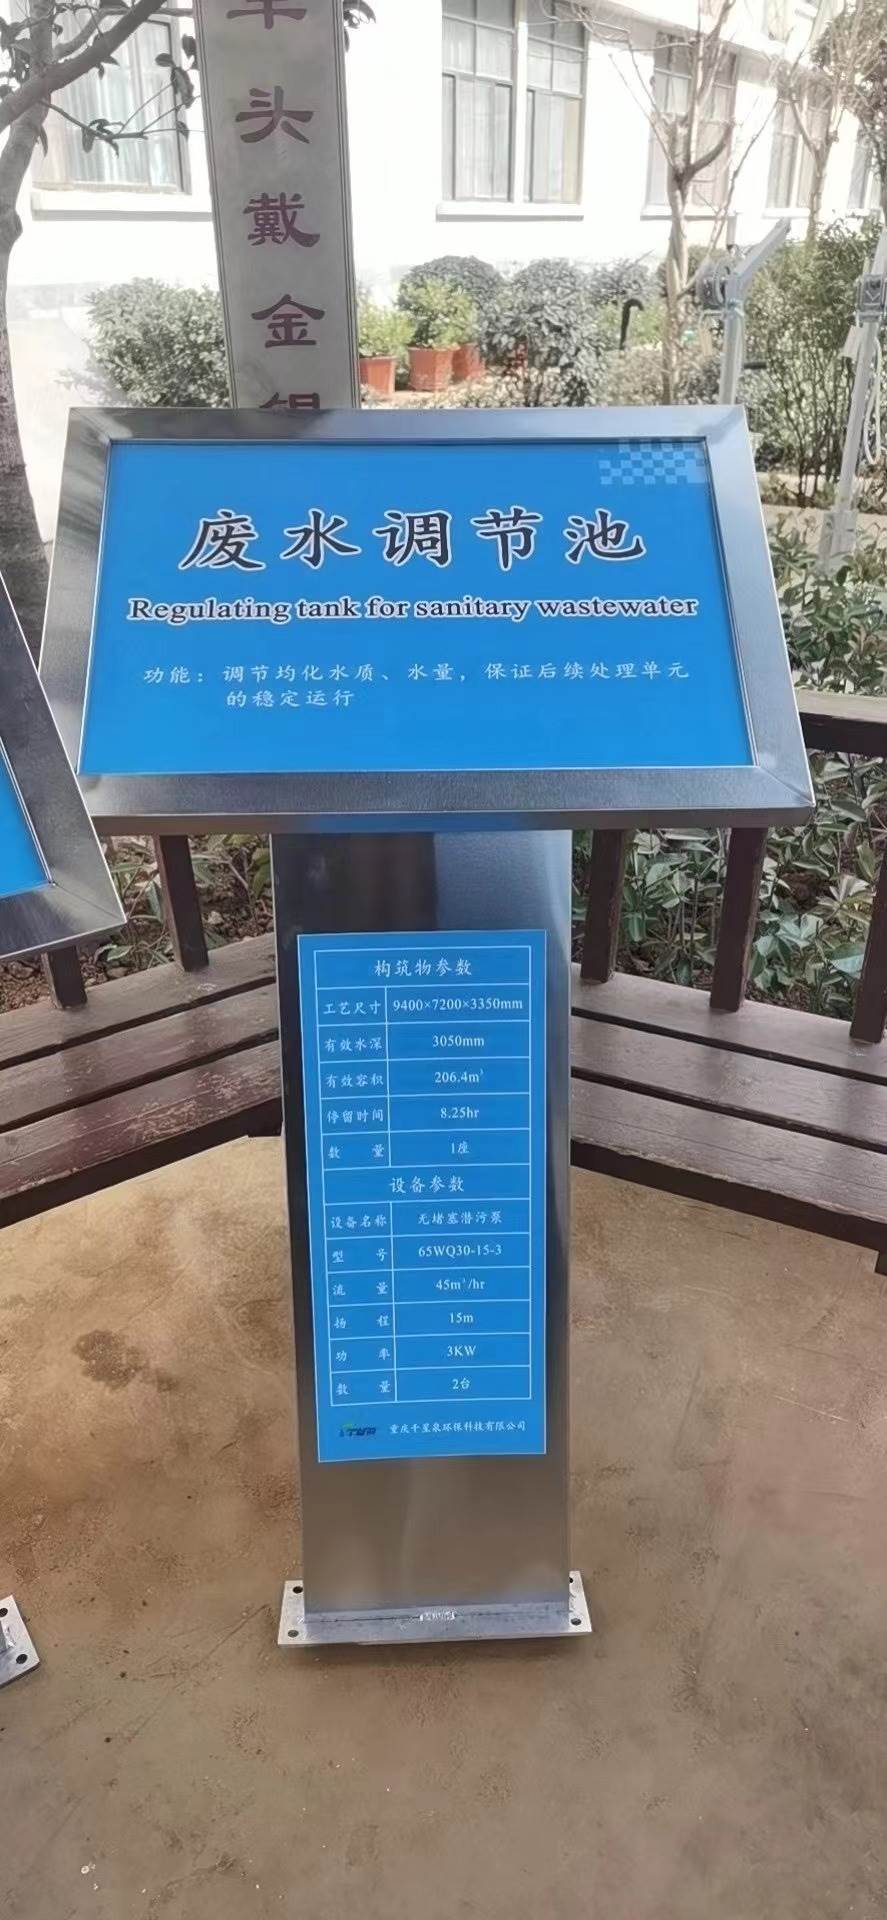 头
戴
金
废水调节池
Regulating tank for sanitary wastewater
功能：调节均化水质、水量，保证后续处理单元
的稳定运行
构筑物参数
工艺尺寸 9400×7200×3350mm
有效水深 3050mm
有效容积 206.4m³
停留时间 8.25hr
数量 1座
设备参数
设备名称 无堵塞潜污泵
型号 65WQ30-15-3
流量 45m³/hr
扬程 15m
功率 3KW
数量 2台
重庆千星泉环保科技有限公司